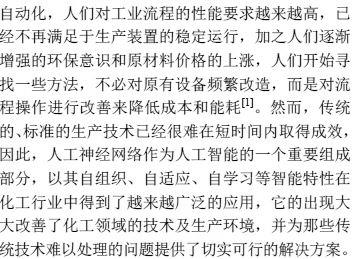 自动化，人们对工业流程的性能要求越来越高，已
经不再满足于生产装置的稳定运行，加之人们逐渐
增强的环保意识和原材料价格的上涨，人们开始寻
找一些方法，不必对原有设备频繁改造，而是对流
程操作进行改善来降低成本和能耗[1]。然而，传统
的、标准的生产技术已经很难在短时间内取得成效，
因此，人工神经网络作为人工智能的一个重要组成
部分，以其自组织、自适应、自学习等智能特性在
化工行业中得到了越来越广泛的应用，它的出现大
大改善了化工领域的技术及生产环境，并为那些传
统技术难以处理的问题提供了切实可行的解决方案。